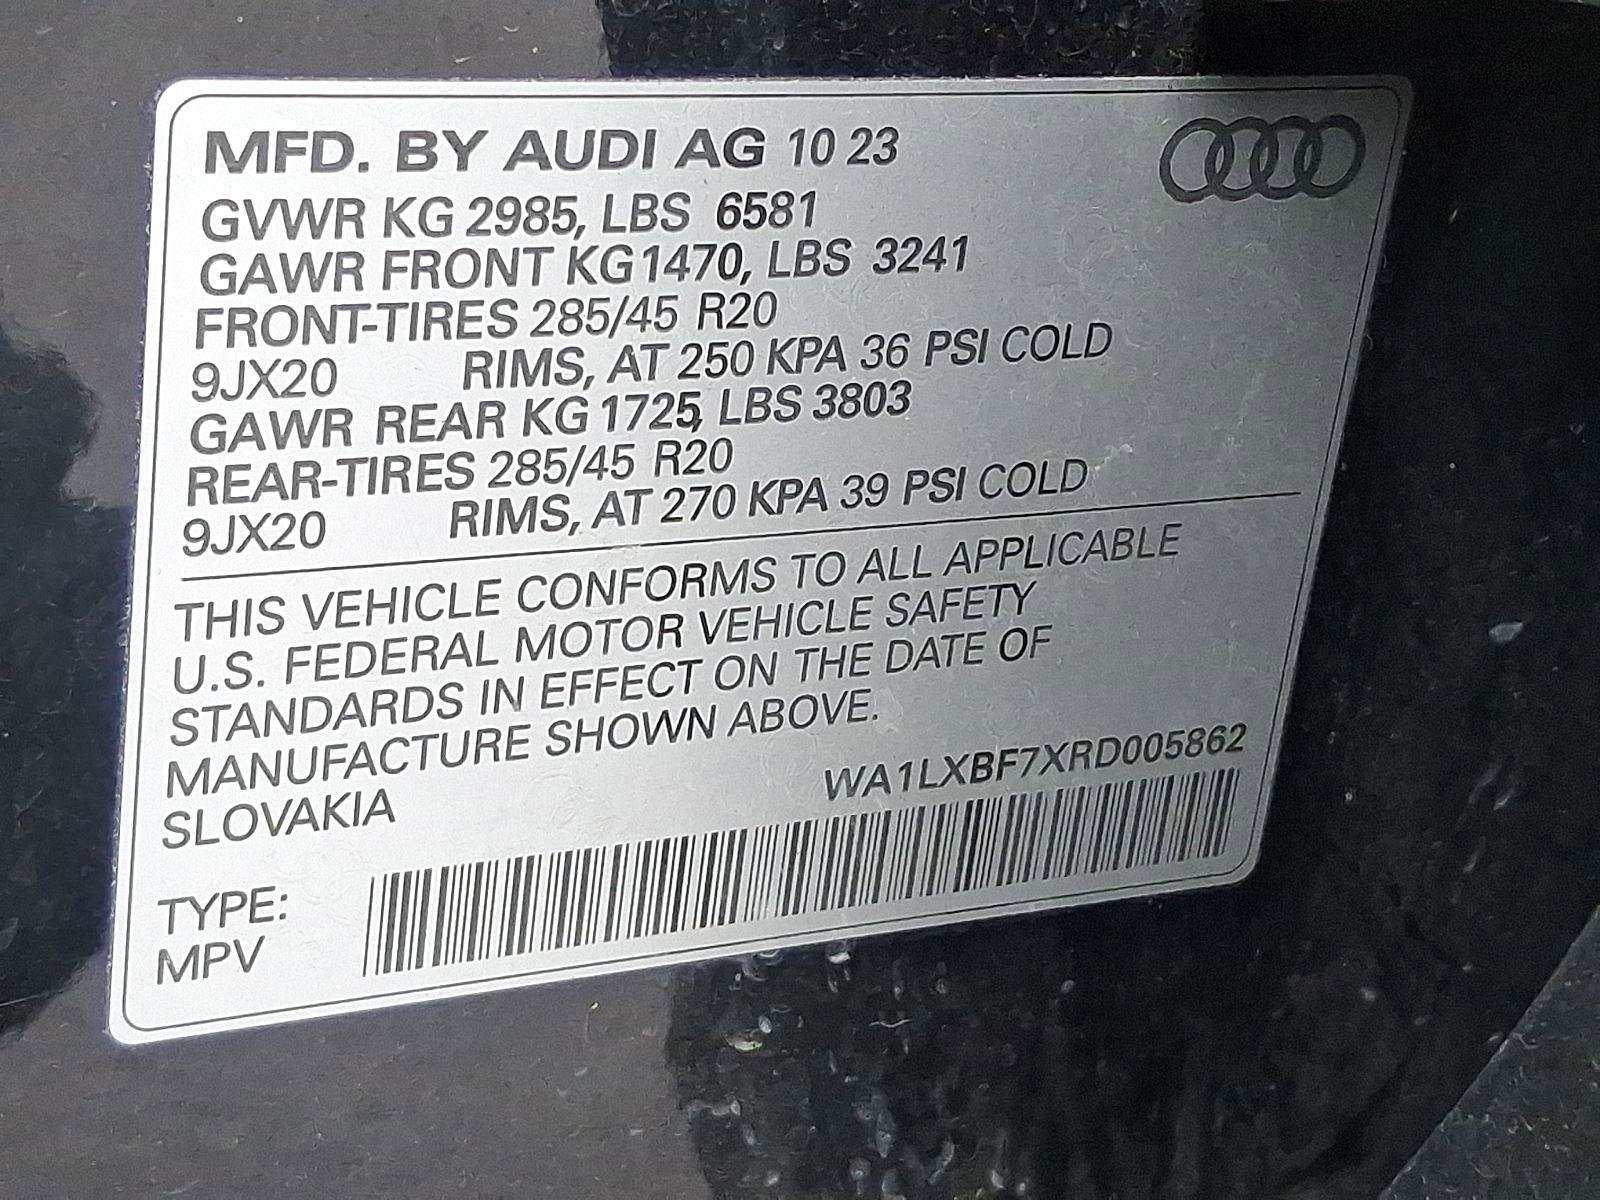 MFD. BY AUDI AG 10 23
GVWR KG 2985, LBS 6581
GAWR FRONT KG 1470, LBS 3241
FRONT-TIRES 285/45 R20
9JX20 RIMS, AT 250 KPA 36 PSI COLD
GAWR REAR KG 1725, LBS 3803
REAR-TIRES 285/45 R20
9JX20 RIMS, AT 270 KPA 39 PSI COLD
THIS VEHICLE CONFORMS TO ALL APPLICABLE
U.S. FEDERAL MOTOR VEHICLE SAFETY
STANDARDS IN EFFECT ON THE DATE OF
MANUFACTURE SHOWN ABOVE.
SLOVAKIA WA1LXBF7XRD005862
TYPE:
MPV